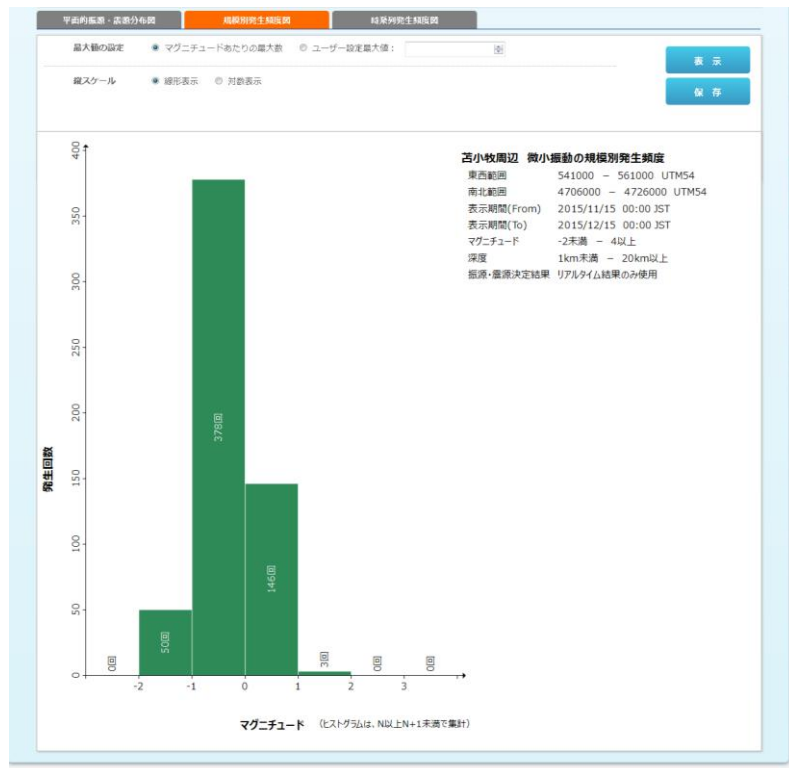 平面的振源・震源分布図 規模別発生頻度図 時系列発生頻度図
最大値の設定 マグニチュードあたりの最大数 ユーザー設定最大値：
表 示
縦スケール 線形表示 対数表示
保 存
苫小牧周辺 微小振動の規模別発生頻度
東西範囲 541000 － 561000 UTM54
南北範囲 4706000 － 4726000 UTM54
表示期間(From) 2015/11/15 00:00 JST
表示期間(To) 2015/12/15 00:00 JST
マグニチュード -2未満 － 4以上
深度 1km未満 － 20km以上
振源・震源決定結果 リアルタイム結果のみ使用
400
350
300
250
200
150
100
50
0
発生回数
0回 50回 378回 146回 3回 0回 0回
-2 -1 0 1 2 3
マグニチュード （ヒストグラムは、N以上N+1未満で集計）